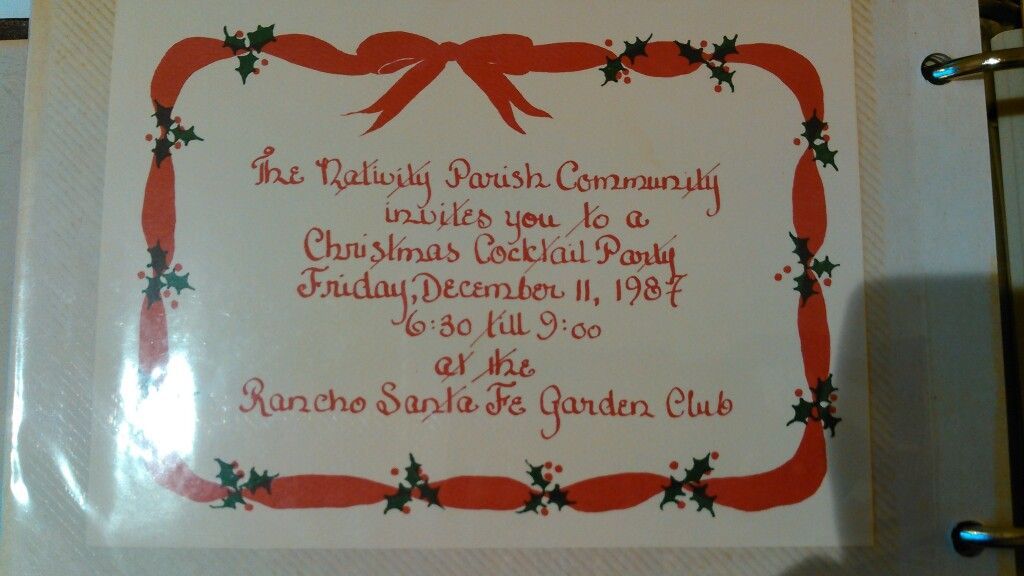 The Nativity Parish Community
invites you to a
Christmas Cocktail Party
Friday, December 11, 1987
6:30 till 9:00
at the
Rancho Santa Fe Garden Club